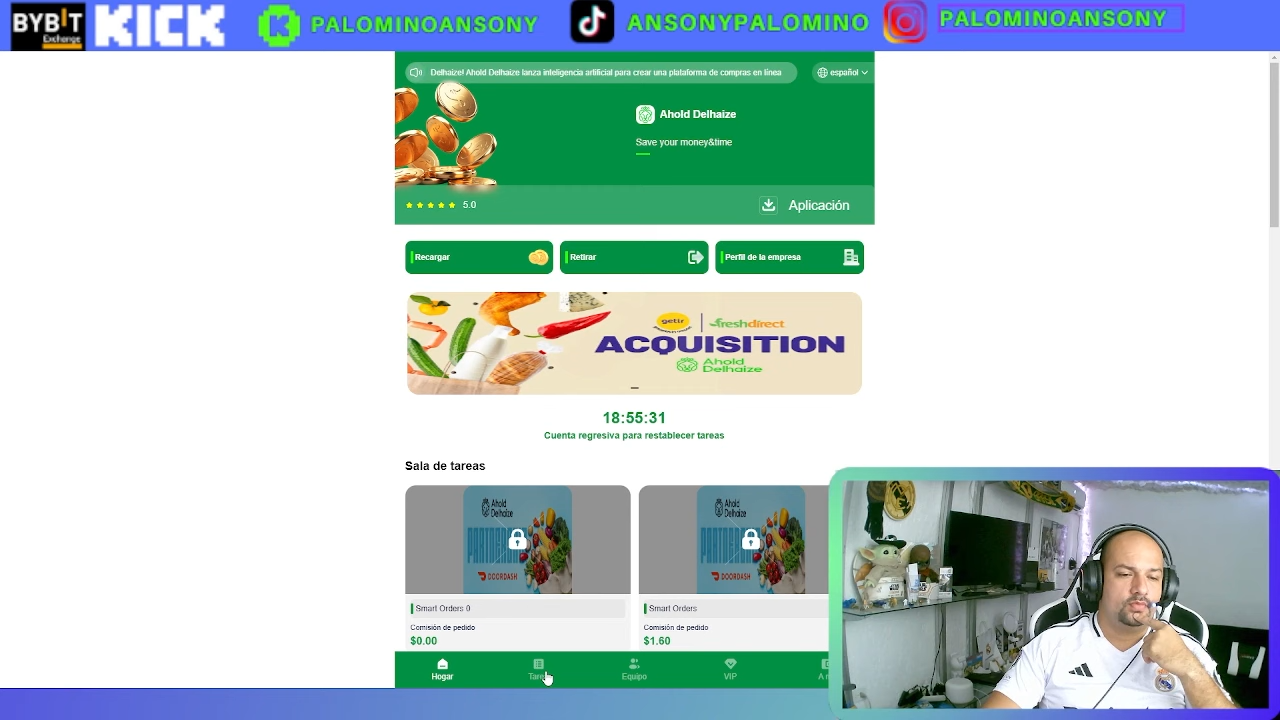 BYBIT
Exchange
KICK
PALOMINOANSONY
ANSONYPALOMINO
PALOMINOANSONY
Delhaize! Ahold Delhaize lanza inteligencia artificial para crear una plataforma de compras en línea
español
Ahold Delhaize
Save your money&time
5.0
Aplicación
Recargar
Retirar
Perfil de la empresa
getir
freshdirect
ACQUISITION
Ahold
Delhaize
18:55:31
Cuenta regresiva para restablecer tareas
Sala de tareas
Ahold
Delhaize
DOORDASH
Ahold
Delhaize
DOORDASH
Smart Orders 0
Smart Orders
Comisión de pedido
Comisión de pedido
$0.00
$1.60
Hogar
Equipo
VIP